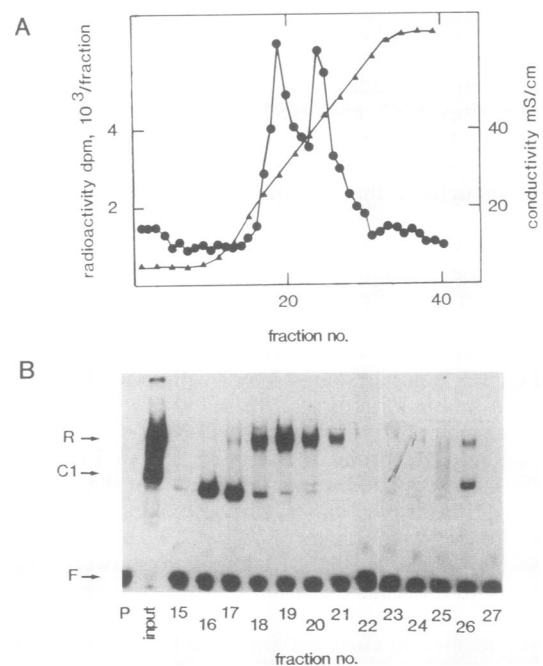 A
radioactivity dpm, 10³/fraction
4
2
conductivity mS/cm
40
20
20
40
fraction no.
B
R →
C1→
F →
P input 15 16 17 18 19 20 21 22 23 24 25 26 27
fraction no.